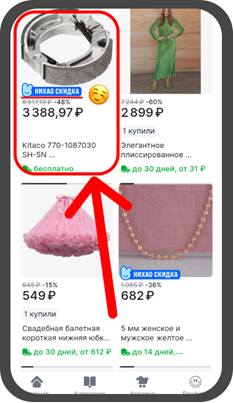 НИХАО СКИДКА
6 517,19 ₽ -48%
3 388,97 ₽
Kitaco 770-1087030
SH-5N ...
бесплатно
7 244 ₽ -60%
2 899 ₽
1 купили
Элегантное
плиссированное ...
до 30 дней, от 31 ₽
645 ₽ -15%
549 ₽
1 купили
Свадебная балетная
короткая нижняя юбк...
до 30 дней, от 612 ₽
НИХАО СКИДКА
1 065 ₽ -36%
682 ₽
5 мм женское и
мужское желтое ...
до 14 дней,...